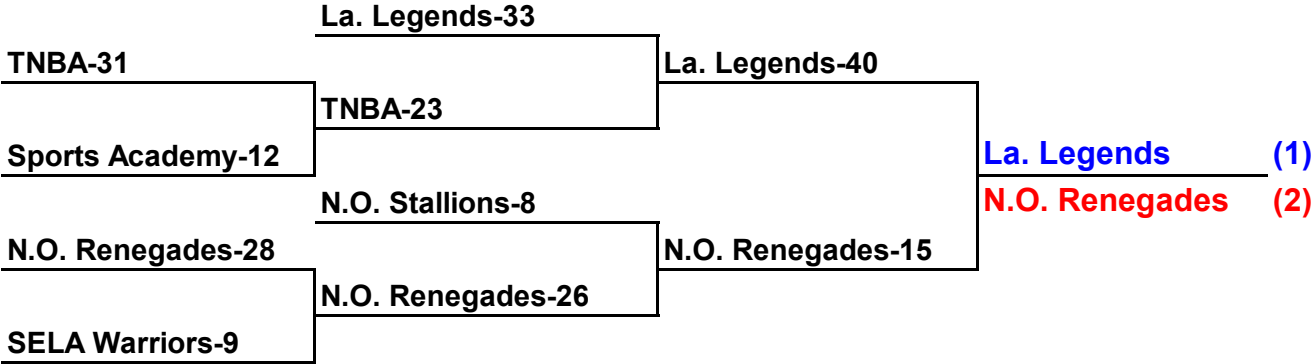 La. Legends-33
TNBA-31
La. Legends-40
TNBA-23
Sports Academy-12
La. Legends (1)
N.O. Stallions-8
N.O. Renegades (2)
N.O. Renegades-28
N.O. Renegades-15
N.O. Renegades-26
SELA Warriors-9